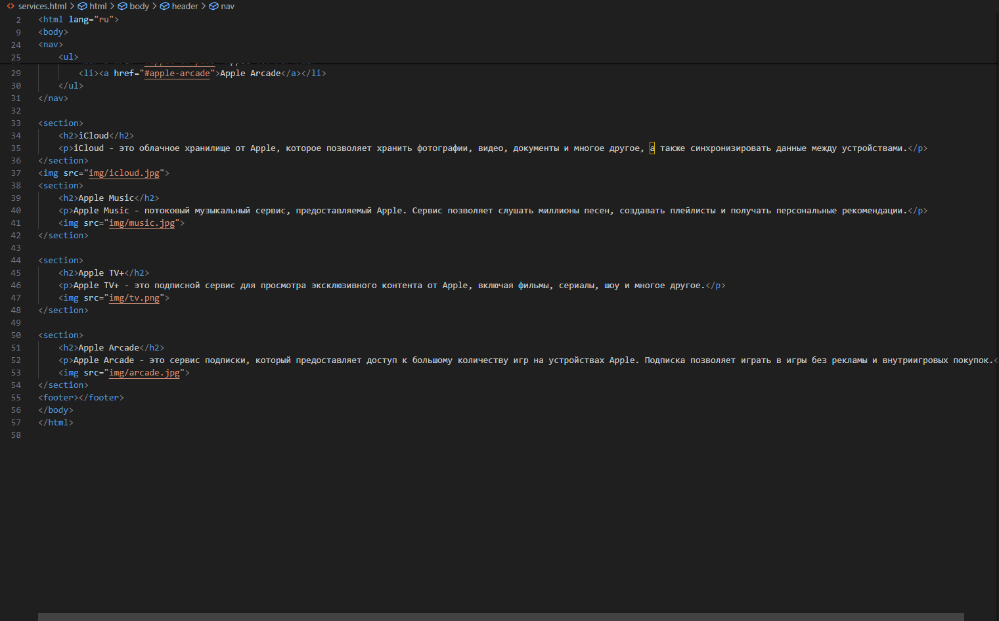 services.html > html > body > header > nav
2 <html lang="ru">
9 <body>
24 <nav>
25 <ul>
29 <li><a href="#apple-arcade">Apple Arcade</a></li>
30 </ul>
31 </nav>
32
33 <section>
34 <h2>iCloud</h2>
35 <p>iCloud - это облачное хранилище от Apple, которое позволяет хранить фотографии, видео, документы и многое другое, а также синхронизировать данные между устройствами.</p>
36 </section>
37 <img src="img/icloud.jpg">
38 <section>
39 <h2>Apple Music</h2>
40 <p>Apple Music - потоковый музыкальный сервис, предоставляемый Apple. Сервис позволяет слушать миллионы песен, создавать плейлисты и получать персональные рекомендации.</p>
41 <img src="img/music.jpg">
42 </section>
43
44 <section>
45 <h2>Apple TV+</h2>
46 <p>Apple TV+ - это подписной сервис для просмотра эксклюзивного контента от Apple, включая фильмы, сериалы, шоу и многое другое.</p>
47 <img src="img/tv.png">
48 </section>
49
50 <section>
51 <h2>Apple Arcade</h2>
52 <p>Apple Arcade - это сервис подписки, который предоставляет доступ к большому количеству игр на устройствах Apple. Подписка позволяет играть в игры без рекламы и внутриигровых покупок.<
53 <img src="img/arcade.jpg">
54 </section>
55 <footer></footer>
56 </body>
57 </html>
58